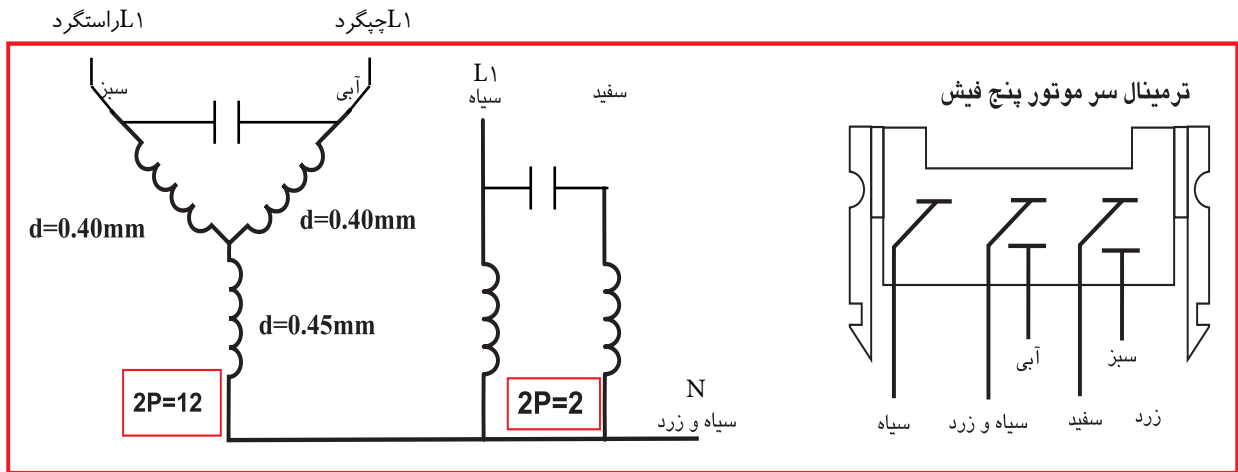 L۱راستگرد
L۱چپگرد
سبز
آبی
L۱
سیاه
سفید
ترمینال سر موتور پنج فیش
d=0.40mm
d=0.40mm
d=0.45mm
2P=12
2P=2
N
سیاه و زرد
آبی
سبز
سیاه
سیاه و زرد
سفید
زرد